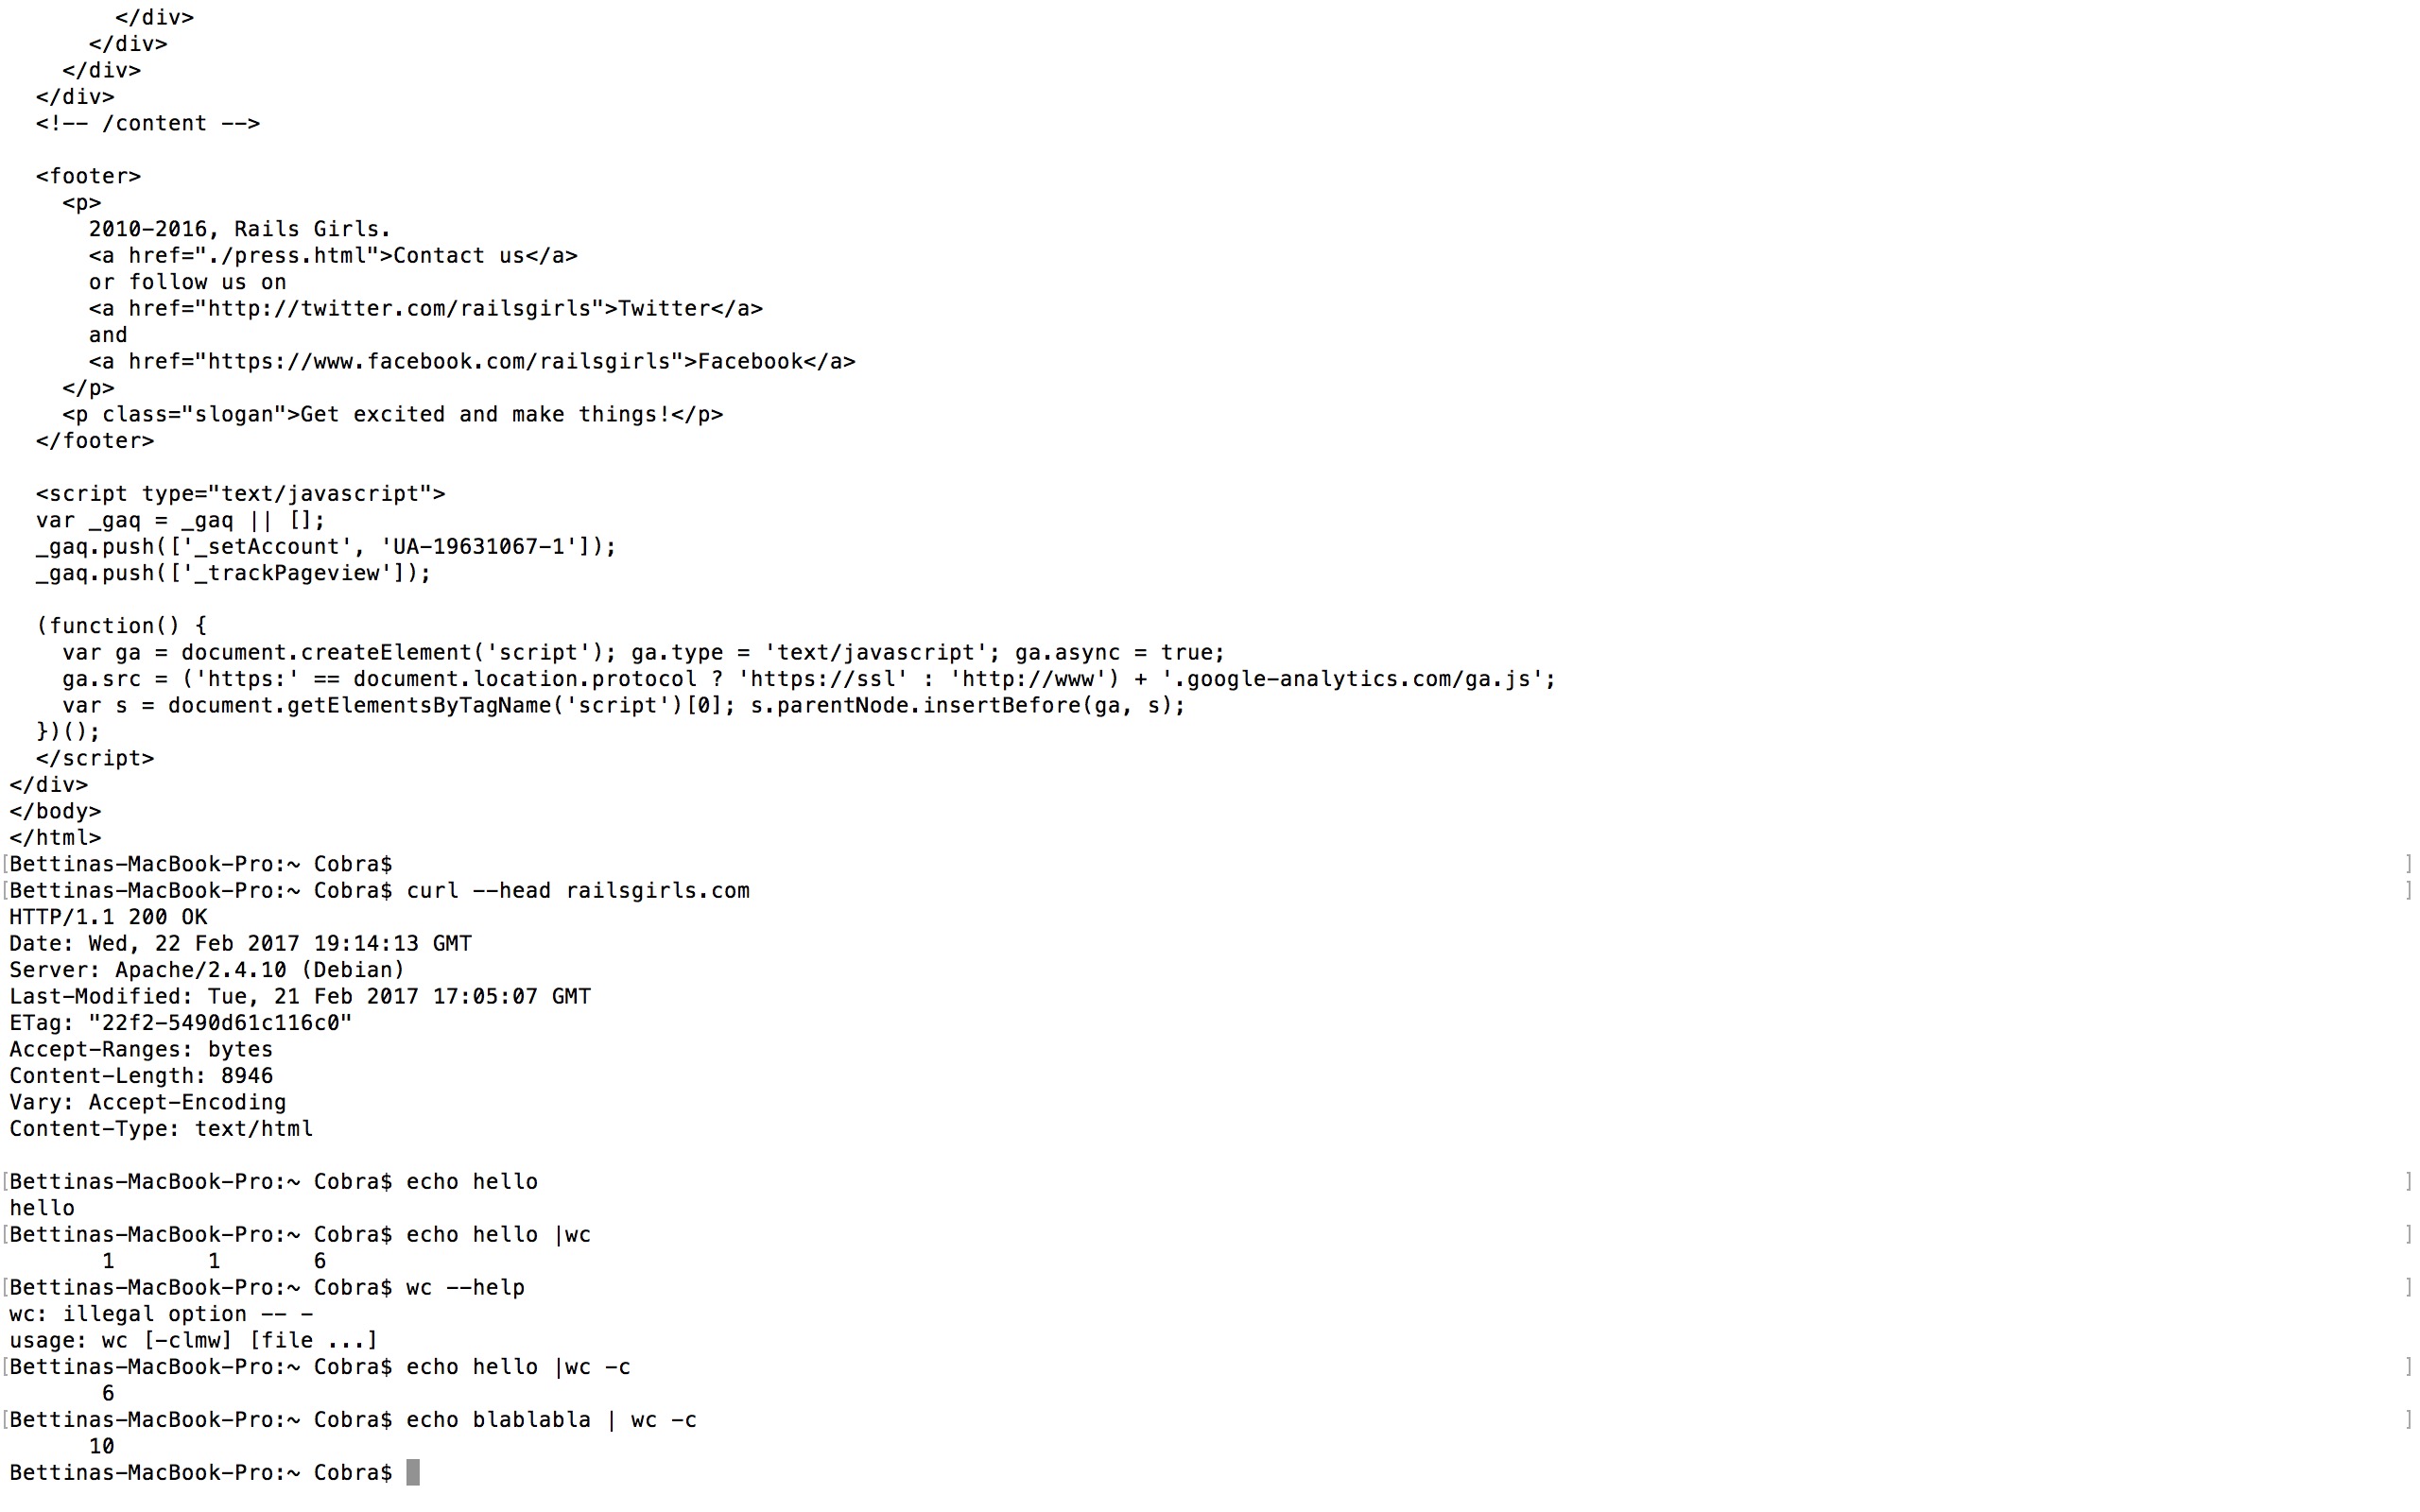 </div>
      </div>
    </div>
  </div>
  <!-- /content -->

  <footer>
    <p>
      2010-2016, Rails Girls.
      <a href="./press.html">Contact us</a>
      or follow us on
      <a href="http://twitter.com/railsgirls">Twitter</a>
      and
      <a href="https://www.facebook.com/railsgirls">Facebook</a>
    </p>
    <p class="slogan">Get excited and make things!</p>
  </footer>

  <script type="text/javascript">
  var _gaq = _gaq || [];
  _gaq.push(['_setAccount', 'UA-19631067-1']);
  _gaq.push(['_trackPageview']);

  (function() {
    var ga = document.createElement('script'); ga.type = 'text/javascript'; ga.async = true;
    ga.src = ('https:' == document.location.protocol ? 'https://ssl' : 'http://www') + '.google-analytics.com/ga.js';
    var s = document.getElementsByTagName('script')[0]; s.parentNode.insertBefore(ga, s);
  })();
  </script>
</div>
</body>
</html>
[Bettinas-MacBook-Pro:~ Cobra$ ]
[Bettinas-MacBook-Pro:~ Cobra$ curl --head railsgirls.com ]
HTTP/1.1 200 OK
Date: Wed, 22 Feb 2017 19:14:13 GMT
Server: Apache/2.4.10 (Debian)
Last-Modified: Tue, 21 Feb 2017 17:05:07 GMT
ETag: "22f2-5490d61c116c0"
Accept-Ranges: bytes
Content-Length: 8946
Vary: Accept-Encoding
Content-Type: text/html

[Bettinas-MacBook-Pro:~ Cobra$ echo hello ]
hello
[Bettinas-MacBook-Pro:~ Cobra$ echo hello |wc ]
       1       1       6
[Bettinas-MacBook-Pro:~ Cobra$ wc --help ]
wc: illegal option -- -
usage: wc [-clmw] [file ...]
[Bettinas-MacBook-Pro:~ Cobra$ echo hello |wc -c ]
       6
[Bettinas-MacBook-Pro:~ Cobra$ echo blablabla | wc -c ]
      10
Bettinas-MacBook-Pro:~ Cobra$